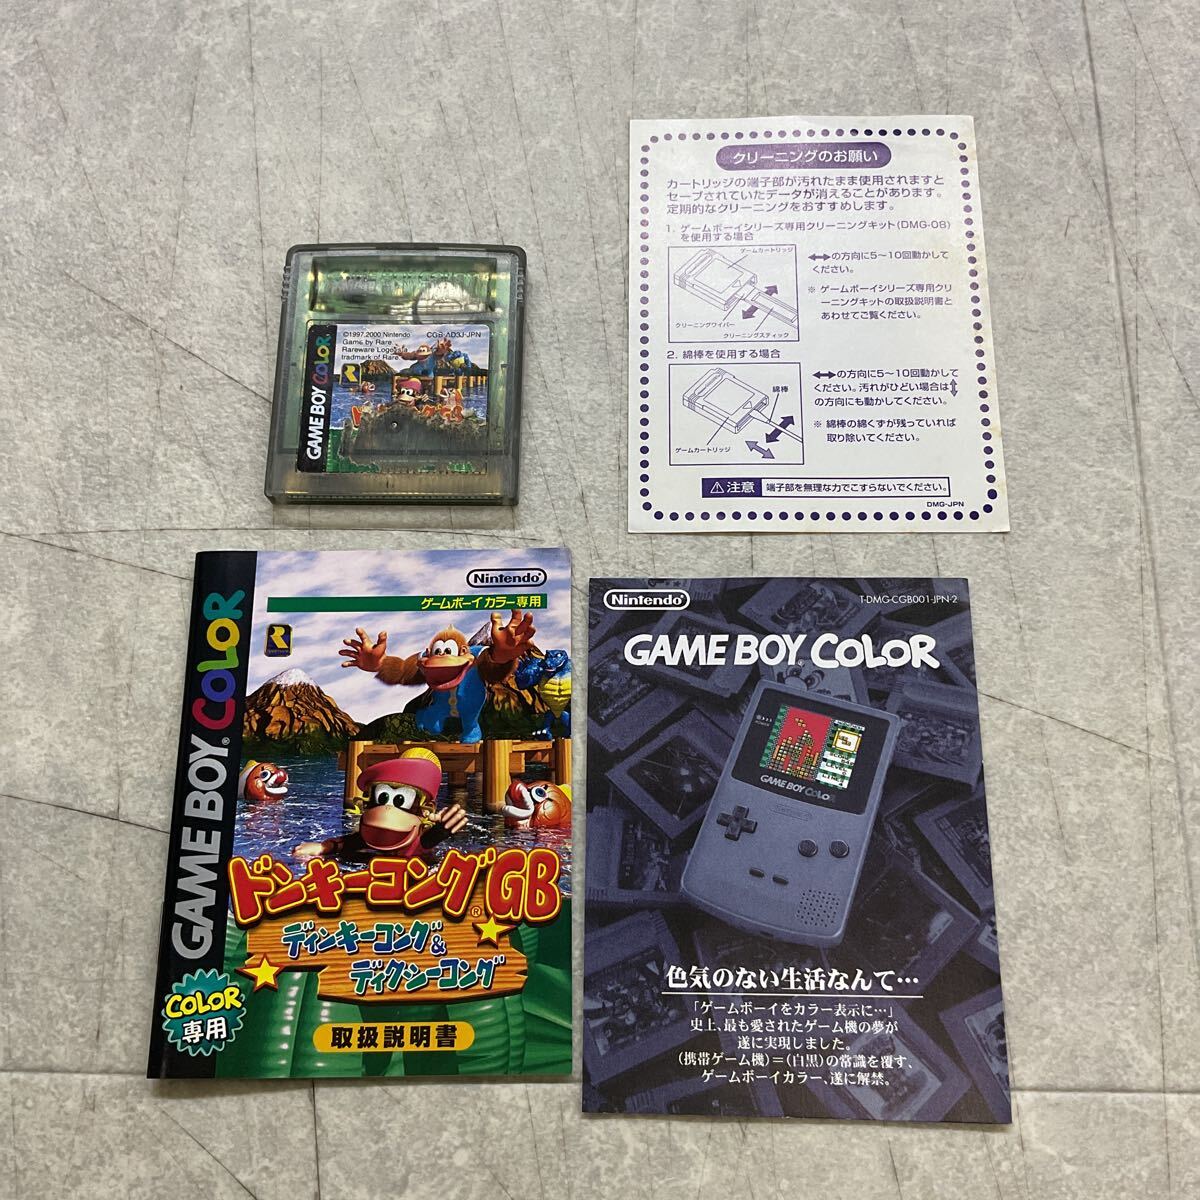 ©1997,2000 Nintendo
CGB-AD3J-JPN
Game by Rare
Rareware Logo is a
trademark of Rare
GAME BOY COLOR
クリーニングのお願い
カートリッジの端子部が汚れたまま使用されますと
セーブされていたデータが消えることがあります。
定期的なクリーニングをおすすめします。
1. ゲームボーイシリーズ専用クリーニングキット(DMG-08)
を使用する場合
ゲームカートリッジ
クリーニングワイパー
クリーニングスティック
↔の方向に5〜10回動かして
ください。
※ ゲームボーイシリーズ専用クリ
ーニングキットの取扱説明書と
あわせてご覧ください。
2. 綿棒を使用する場合
綿棒
ゲームカートリッジ
↔の方向に5〜10回動かして
ください。汚れがひどい場合は↕
の方向にも動かしてください。
※ 綿棒の綿くずが残っていれば
取り除いてください。
⚠注意 端子部を無理な力でこすらないでください。
DMG-JPN
GAME BOY COLOR
Nintendo
ゲームボーイカラー専用
R
ドンキーコングGB
ディンキーコング&
ディクシーコング
COLOR
専用
取扱説明書
Nintendo
T-DMG-CGB001-JPN-2
GAME BOY COLOR
POWER
GAME BOY COLOR
色気のない生活なんて…
「ゲームボーイをカラー表示に…」
史上、最も愛されたゲーム機の夢が
遂に実現しました。
(携帯ゲーム機)＝(白黒)の常識を覆す、
ゲームボーイカラー、遂に解禁。